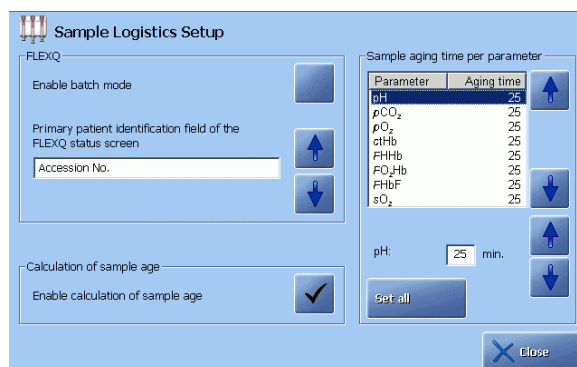 Sample Logistics Setup
FLEXQ
Enable batch mode
Primary patient identification field of the
FLEXQ status screen
Accession No.
Calculation of sample age
Enable calculation of sample age
Sample aging time per parameter
Parameter Aging time
pH 25
pCO₂ 25
pO₂ 25
ctHb 25
FHHb 25
FO₂Hb 25
FHbF 25
sO₂ 25
pH: 25 min.
Set all
Close